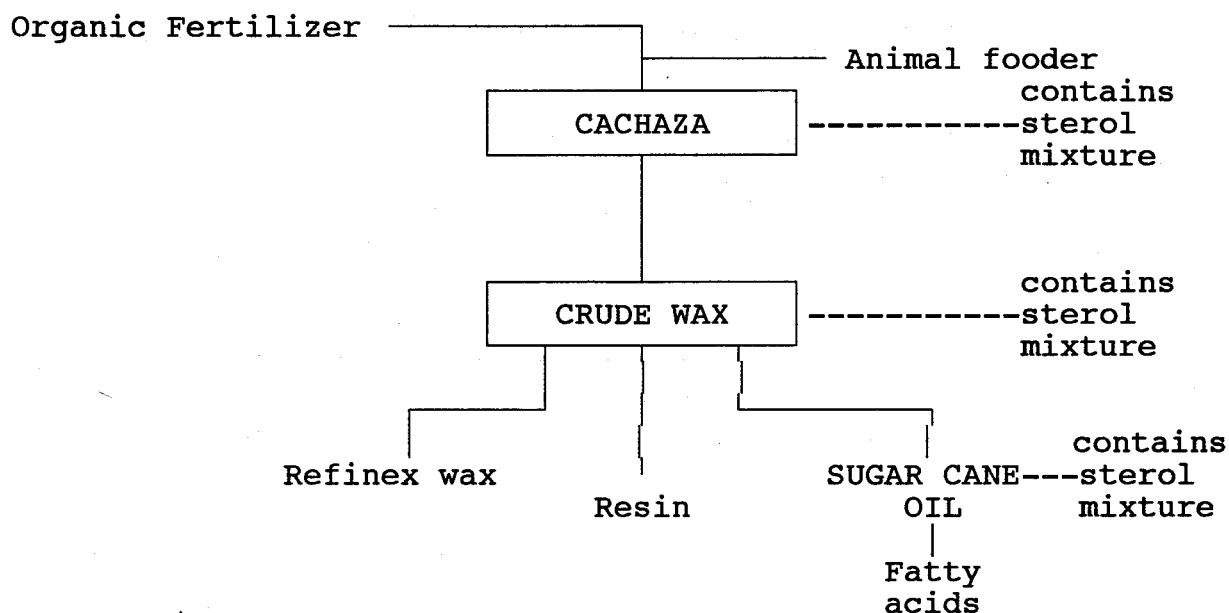 Organic Fertilizer
Animal fooder
CACHAZA
contains
sterol
mixture
CRUDE WAX
contains
sterol
mixture
Refinex wax
Resin
SUGAR CANE
OIL
contains
sterol
mixture
Fatty
acids